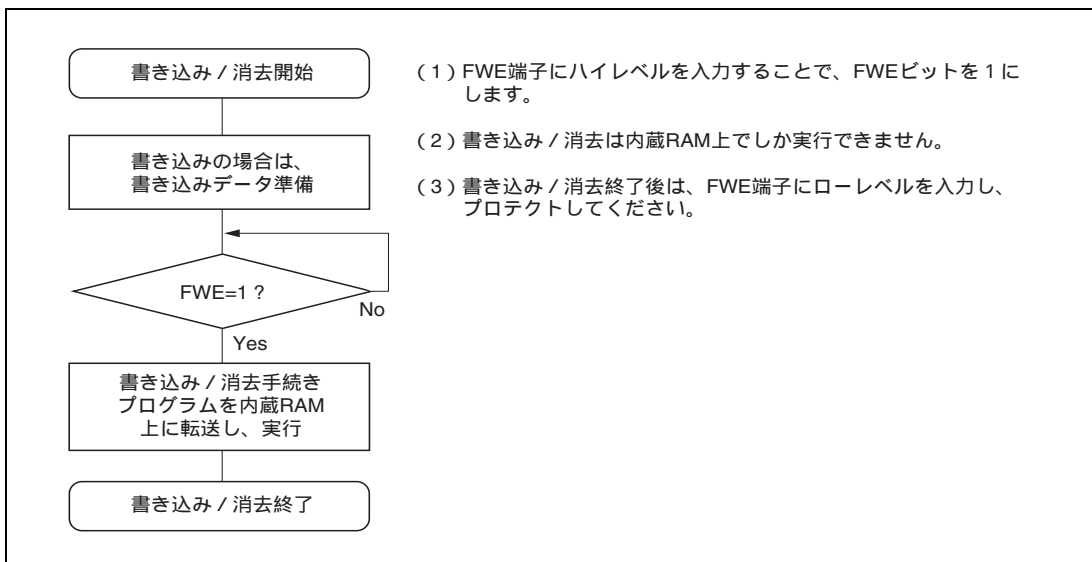 書き込み / 消去開始
書き込みの場合は、
書き込みデータ準備
FWE=1 ?
No
Yes
書き込み / 消去手続き
プログラムを内蔵RAM
上に転送し、実行
書き込み / 消去終了
（1）FWE端子にハイレベルを入力することで、FWEビットを1に
します。
（2）書き込み / 消去は内蔵RAM上でしか実行できません。
（3）書き込み / 消去終了後は、FWE端子にローレベルを入力し、
プロテクトしてください。